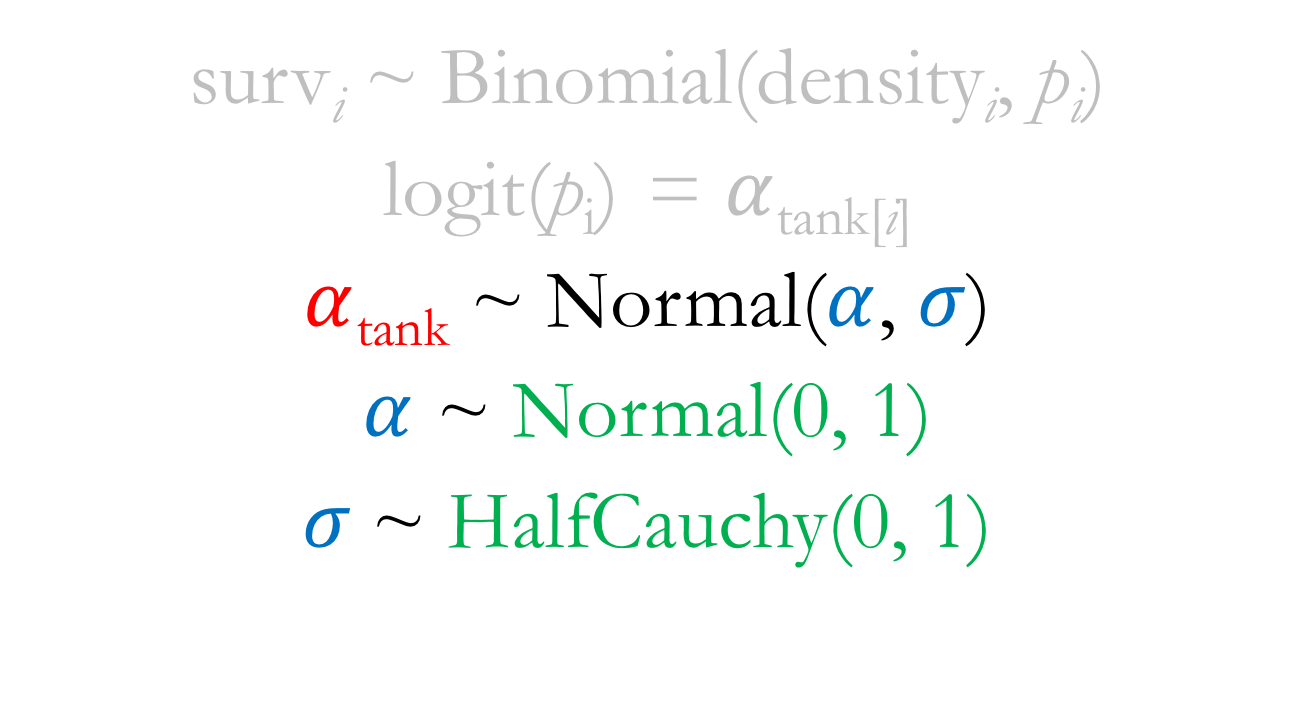 survᵢ ~ Binomial(densityᵢ, pᵢ)
logit(pᵢ) = α_tank[i]
α_tank ~ Normal(α, σ)
α ~ Normal(0, 1)
σ ~ HalfCauchy(0, 1)